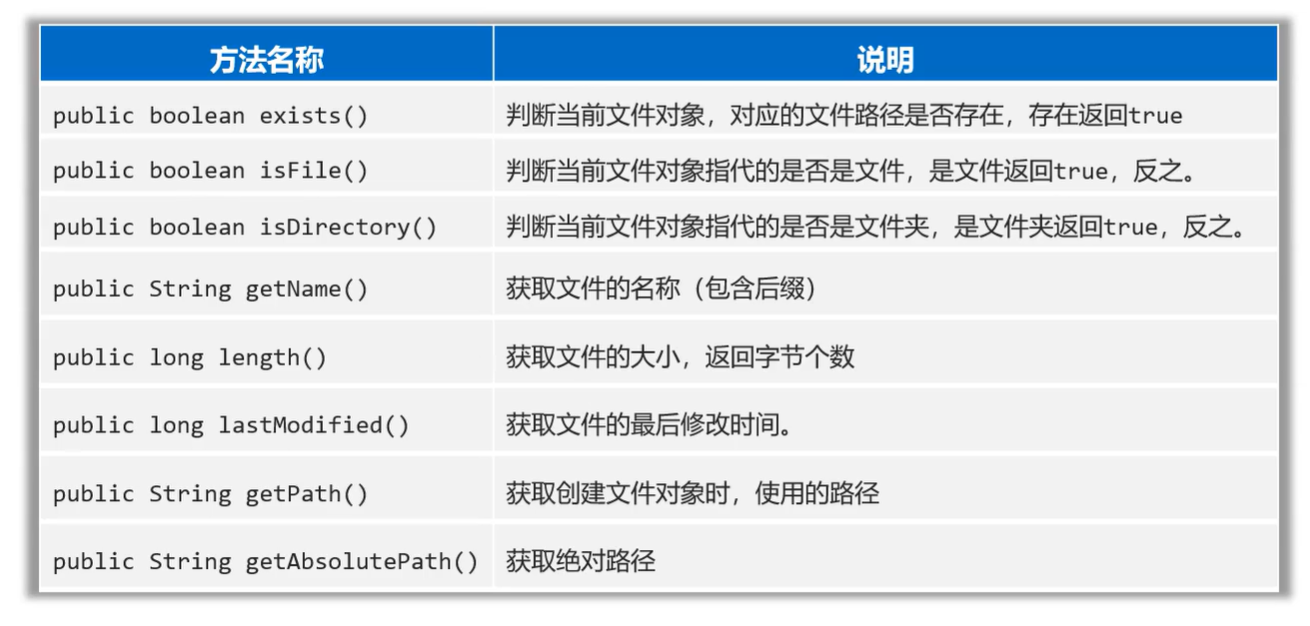 方法名称 说明
public boolean exists() 判断当前文件对象，对应的文件路径是否存在，存在返回true
public boolean isFile() 判断当前文件对象指代的是否是文件，是文件返回true，反之。
public boolean isDirectory() 判断当前文件对象指代的是否是文件夹，是文件夹返回true，反之。
public String getName() 获取文件的名称（包含后缀）
public long length() 获取文件的大小，返回字节个数
public long lastModified() 获取文件的最后修改时间。
public String getPath() 获取创建文件对象时，使用的路径
public String getAbsolutePath() 获取绝对路径